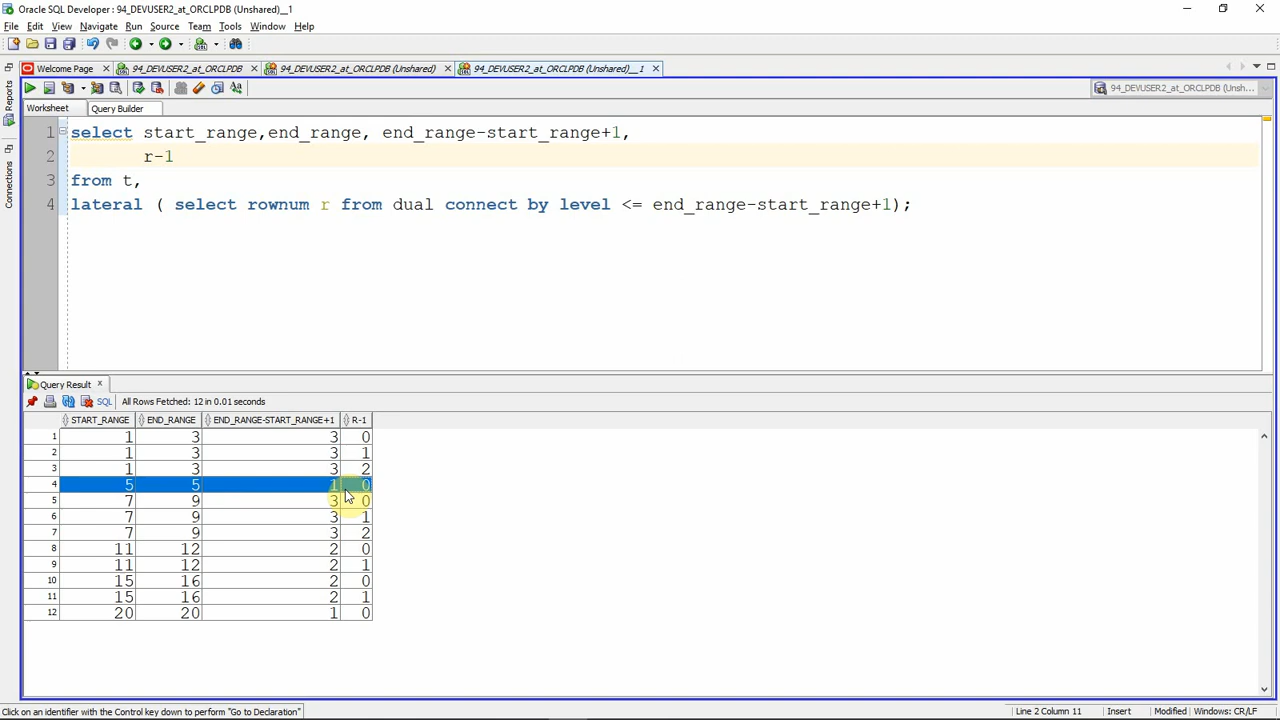 Oracle SQL Developer : 94_DEVUSER2_at_ORCLPDB (Unshared)__1
File Edit View Navigate Run Source Team Tools Window Help
Welcome Page 94_DEVUSER2_at_ORCLPDB 94_DEVUSER2_at_ORCLPDB (Unshared) 94_DEVUSER2_at_ORCLPDB (Unshared)__1
Reports
Connections
94_DEVUSER2_at_ORCLPDB (Unsh...
Worksheet Query Builder
1 select start_range,end_range, end_range-start_range+1,
2 r-1
3 from t,
4 lateral ( select rownum r from dual connect by level <= end_range-start_range+1);
Query Result
SQL All Rows Fetched: 12 in 0.01 seconds
START_RANGE END_RANGE END_RANGE-START_RANGE+1 R-1
1 1 3 3 0
2 1 3 3 1
3 1 3 3 2
4 5 5 1 0
5 7 9 3 0
6 7 9 3 1
7 7 9 3 2
8 11 12 2 0
9 11 12 2 1
10 15 16 2 0
11 15 16 2 1
12 20 20 1 0
Click on an identifier with the Control key down to perform "Go to Declaration" Line 2 Column 11 Insert Modified Windows: CR/LF